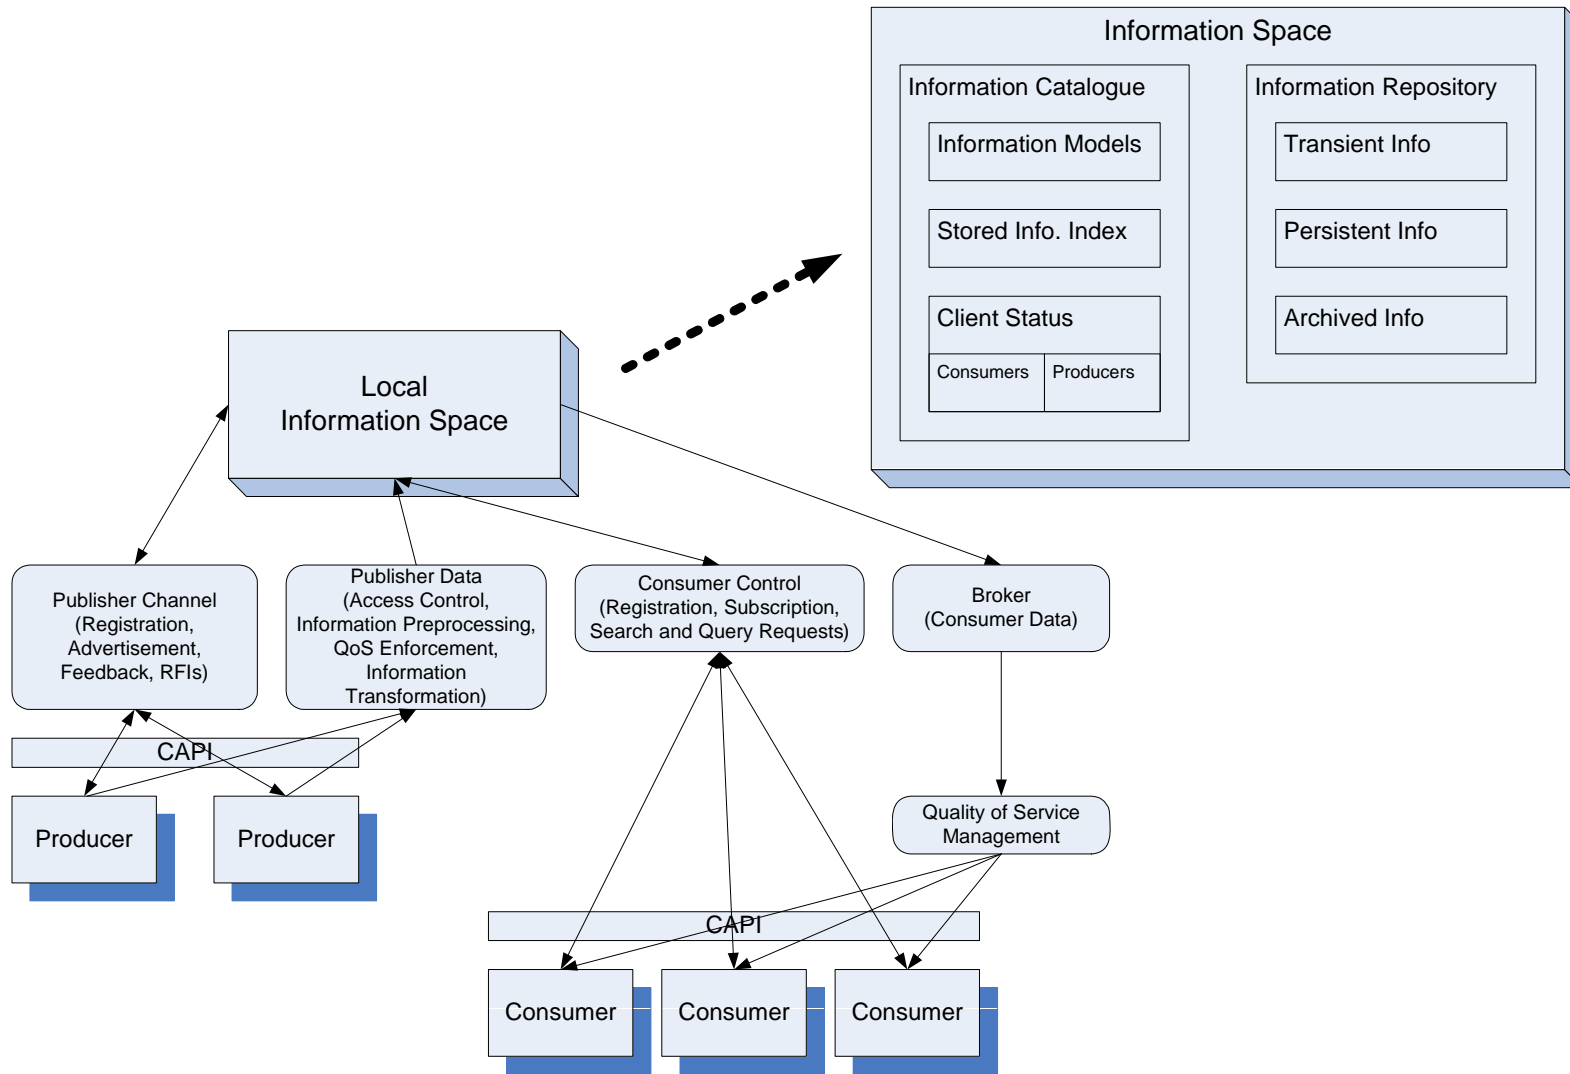 Information Space
Information Catalogue
Information Models
Stored Info. Index
Client Status
Consumers
Producers
Information Repository
Transient Info
Persistent Info
Archived Info
Local
Information Space
Publisher Channel
(Registration,
Advertisement,
Feedback, RFIs)
Publisher Data
(Access Control,
Information Preprocessing,
QoS Enforcement,
Information
Transformation)
Consumer Control
(Registration, Subscription,
Search and Query Requests)
Broker
(Consumer Data)
CAPI
Producer
Producer
Quality of Service
Management
CAPI
Consumer
Consumer
Consumer